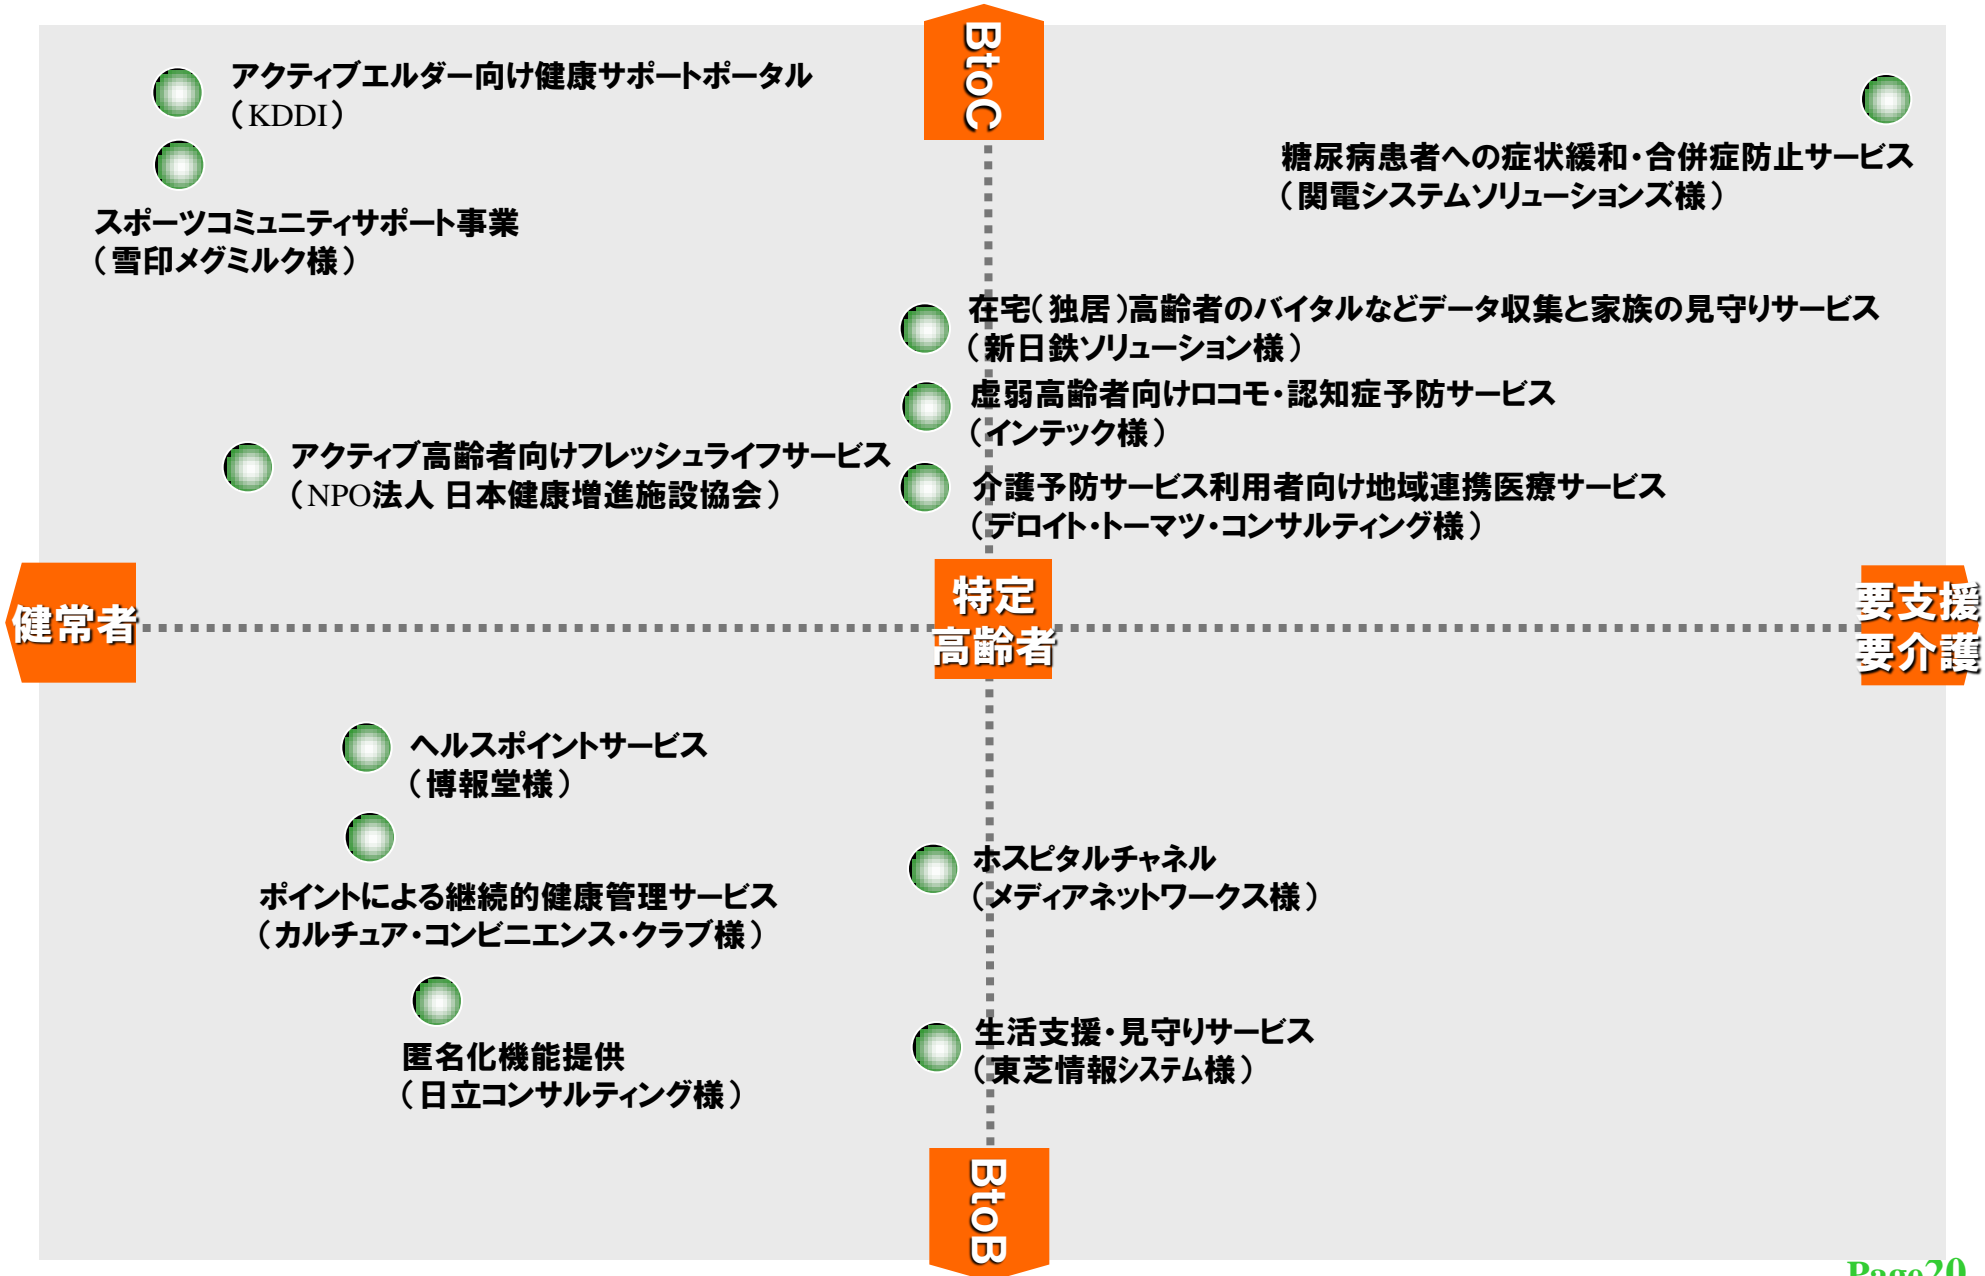 BtoC
アクティブエルダー向け健康サポートポータル
（KDDI）
スポーツコミュニティサポート事業
（雪印メグミルク様）
糖尿病患者への症状緩和・合併症防止サービス
（関電システムソリューションズ様）
在宅（独居）高齢者のバイタルなどデータ収集と家族の見守りサービス
（新日鉄ソリューション様）
虚弱高齢者向けロコモ・認知症予防サービス
（インテック様）
アクティブ高齢者向けフレッシュライフサービス
（NPO法人 日本健康増進施設協会）
介護予防サービス利用者向け地域連携医療サービス
（デロイト・トーマツ・コンサルティング様）
健常者
特定
高齢者
要支援
要介護
ヘルスポイントサービス
（博報堂様）
ポイントによる継続的健康管理サービス
（カルチュア・コンビニエンス・クラブ様）
ホスピタルチャネル
（メディアネットワークス様）
匿名化機能提供
（日立コンサルティング様）
生活支援・見守りサービス
（東芝情報システム様）
BtoB
Page20